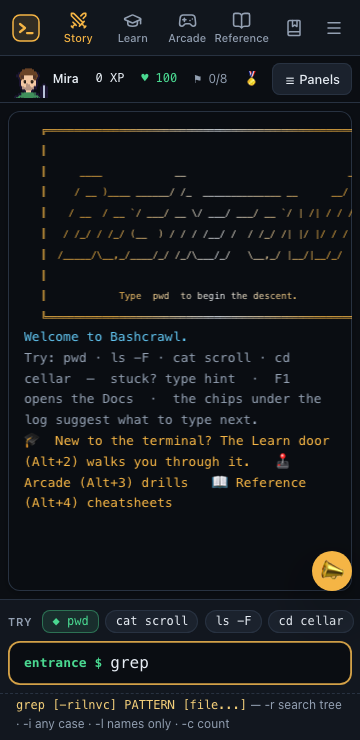 Story
Learn
Arcade
Reference
Mira
0 XP
♥ 100
0/8
≡ Panels
Type pwd to begin the descent.
Welcome to Bashcrawl.
Try: pwd · ls -F · cat scroll · cd
cellar — stuck? type hint · F1
opens the Docs · the chips under the
log suggest what to type next.
🎓 New to the terminal? The Learn door
(Alt+2) walks you through it. 🕹️
Arcade (Alt+3) drills 📖 Reference
(Alt+4) cheatsheets
TRY
◆ pwd
cat scroll
ls -F
cd cellar
entrance $ grep
grep [-rilnvc] PATTERN [file...] — -r search tree
· -i any case · -l names only · -c count